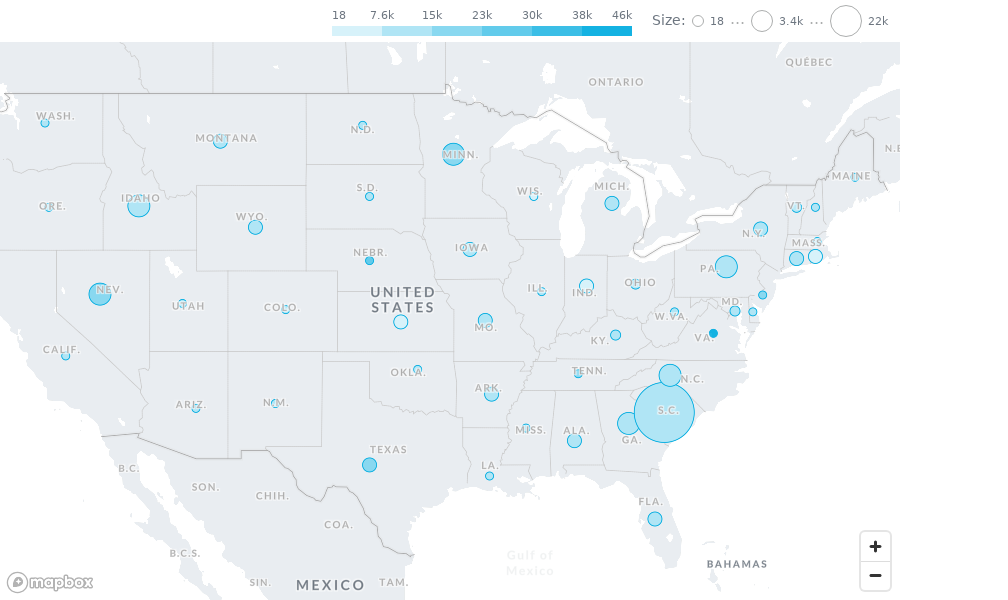 18 7.6k 15k 23k 30k 38k 46k
Size: 18 ... 3.4k ... 22k
QUÉBEC
ONTARIO
WASH.
MONTANA
N.D.
MINN.
N.B.
MAINE
ORE.
IDAHO
WYO.
S.D.
WIS.
MICH.
VT.
N.Y.
MASS.
NEBR.
IOWA
PA.
NEV.
UTAH
COLO.
UNITED
STATES
ILL.
IND.
OHIO
MD.
W.VA.
VA.
CALIF.
MO.
KY.
OKLA.
TENN.
N.C.
ARIZ.
N.M.
ARK.
S.C.
MISS.
ALA.
GA.
TEXAS
LA.
B.C.
SON.
CHIH.
FLA.
COA.
B.C.S.
Gulf of
Mexico
BAHAMAS
SIN.
MEXICO
TAM.
mapbox
+
−